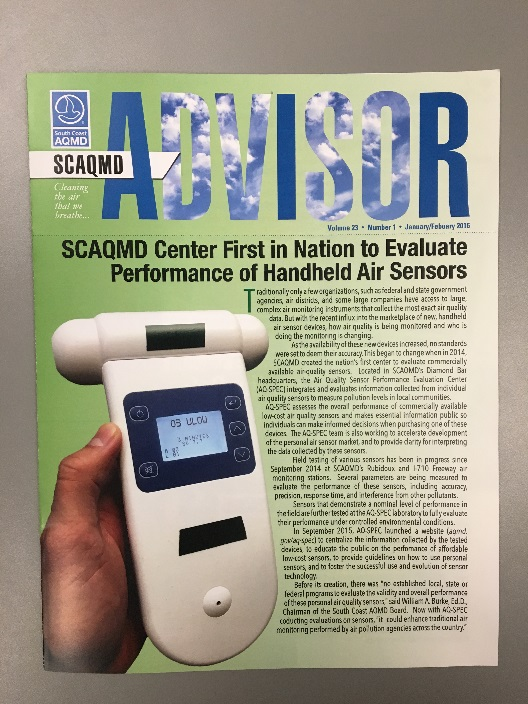 South Coast
AQMD
SCAQMD
ADVISOR
Cleaning
the air
that we
breathe...
Volume 23 • Number 1 • January/Febuary 2016
SCAQMD Center First in Nation to Evaluate
Performance of Handheld Air Sensors
Traditionally only a few organizations, such as federal and state government
agencies, air districts, and some large companies have access to large,
complex air monitoring instruments that collect the most exact air quality
data. But with the recent influx into the marketplace of new, handheld
air sensor devices, how air quality is being monitored and who is
doing the monitoring is changing.
As the availability of these new devices increased, no standards
were set to deem their accuracy. This began to change when in 2014,
SCAQMD created the nation's first center to evaluate commercially
available air-quality sensors. Located in SCAQMD's Diamond Bar
headquarters, the Air Quality Sensor Performance Evaluation Center
(AQ-SPEC) integrates and evaluates information collected from individual
air quality sensors to measure pollution levels in local communities.
AQ-SPEC assesses the overall performance of commercially available
low-cost air quality sensors and makes essential information public so
individuals can make informed decisions when purchasing one of these
devices. The AQ-SPEC team is also working to accelerate development
of the personal air sensor market, and to provide clarity for interpreting
the data collected by these sensors.
Field testing of various sensors has been in progress since
September 2014 at SCAQMD's Rubidoux and I-710 Freeway air
monitoring stations. Several parameters are being measured to
evaluate the performance of these sensors, including accuracy,
precision, response time, and interference from other pollutants.
Sensors that demonstrate a nominal level of performance in
the field are further tested at the AQ-SPEC laboratory to fully evaluate
their performance under controlled environmental conditions.
In September 2015, AQ-SPEC launched a website (aqmd.
gov/aq-spec) to centralize the information collected by the tested
devices, to educate the public on the perfomance of affordable
low-cost sensors, to provide guidelines on how to use personal
sensors, and to foster the successful use and evolution of sensor
technology.
Before its creation, there was "no established local, state or
federal programs to evaluate the validity and overall performance
of these personal air quality sensors," said William A. Burke, Ed.D.,
Chairman of the South Coast AQMD Board. Now with AQ-SPEC
coducting evaluations on sensors, "it could enhance traditional air
monitoring performed by air pollution agencies across the country."
03 ULOW